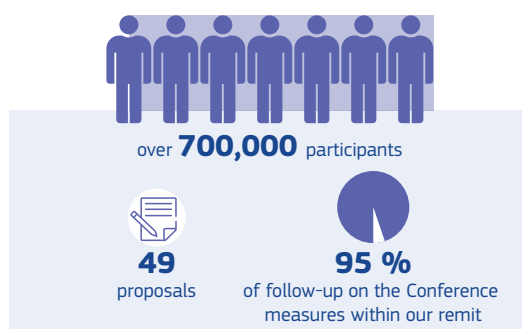 over 700,000 participants
49
proposals
95 %
of follow-up on the Conference
measures within our remit